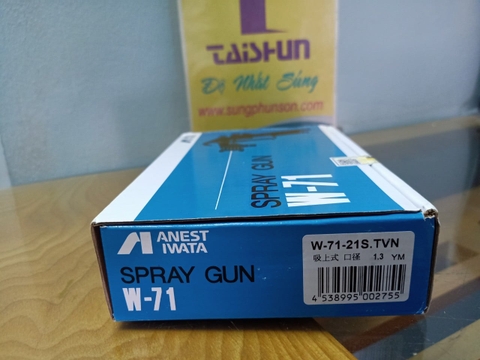 TAISHUN
Đệ Nhất Súng
www.sungphunson.com
SPRAY GUN
W-71
ANEST
IWATA
SPRAY GUN
W-71
W-71-21S.TVN
吸上式 口径 1.3 YM
4 538995 002755